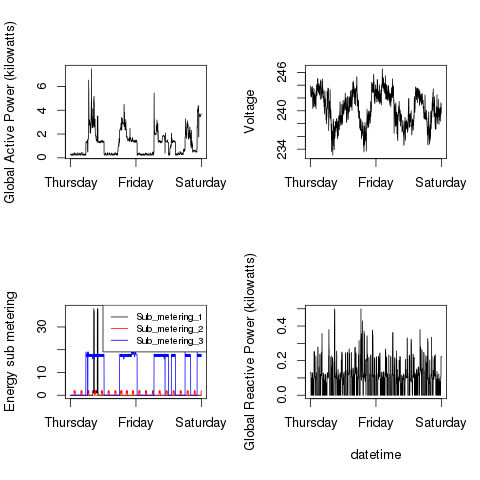 Global Active Power (kilowatts)
0 2 4 6
Thursday Friday Saturday
Voltage
234 240 246
Thursday Friday Saturday
Energy sub metering
0 10 30
Sub_metering_1
Sub_metering_2
Sub_metering_3
Thursday Friday Saturday
Global Reactive Power (kilowatts)
0.0 0.2 0.4
Thursday Friday Saturday
datetime